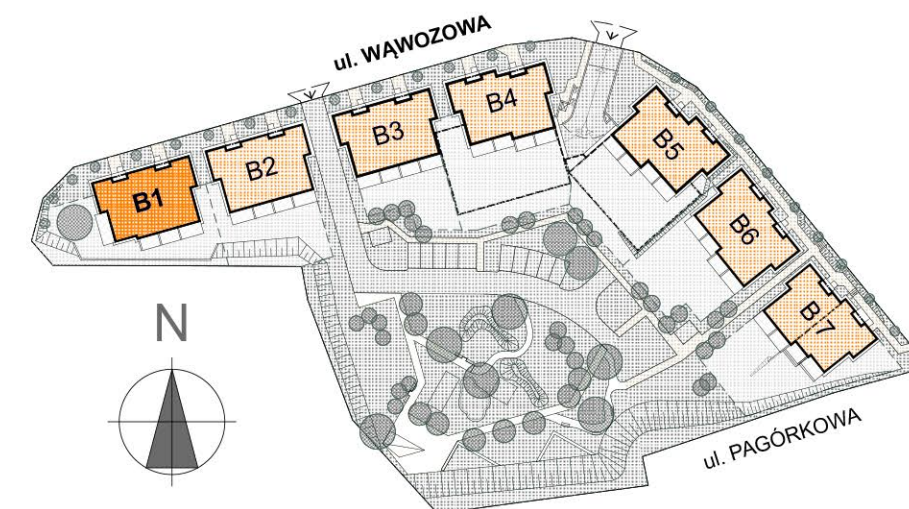 ul. WĄWOZOWA
B4
B3
B5
B2
B1
B6
B7
N
ul. PAGÓRKOWA